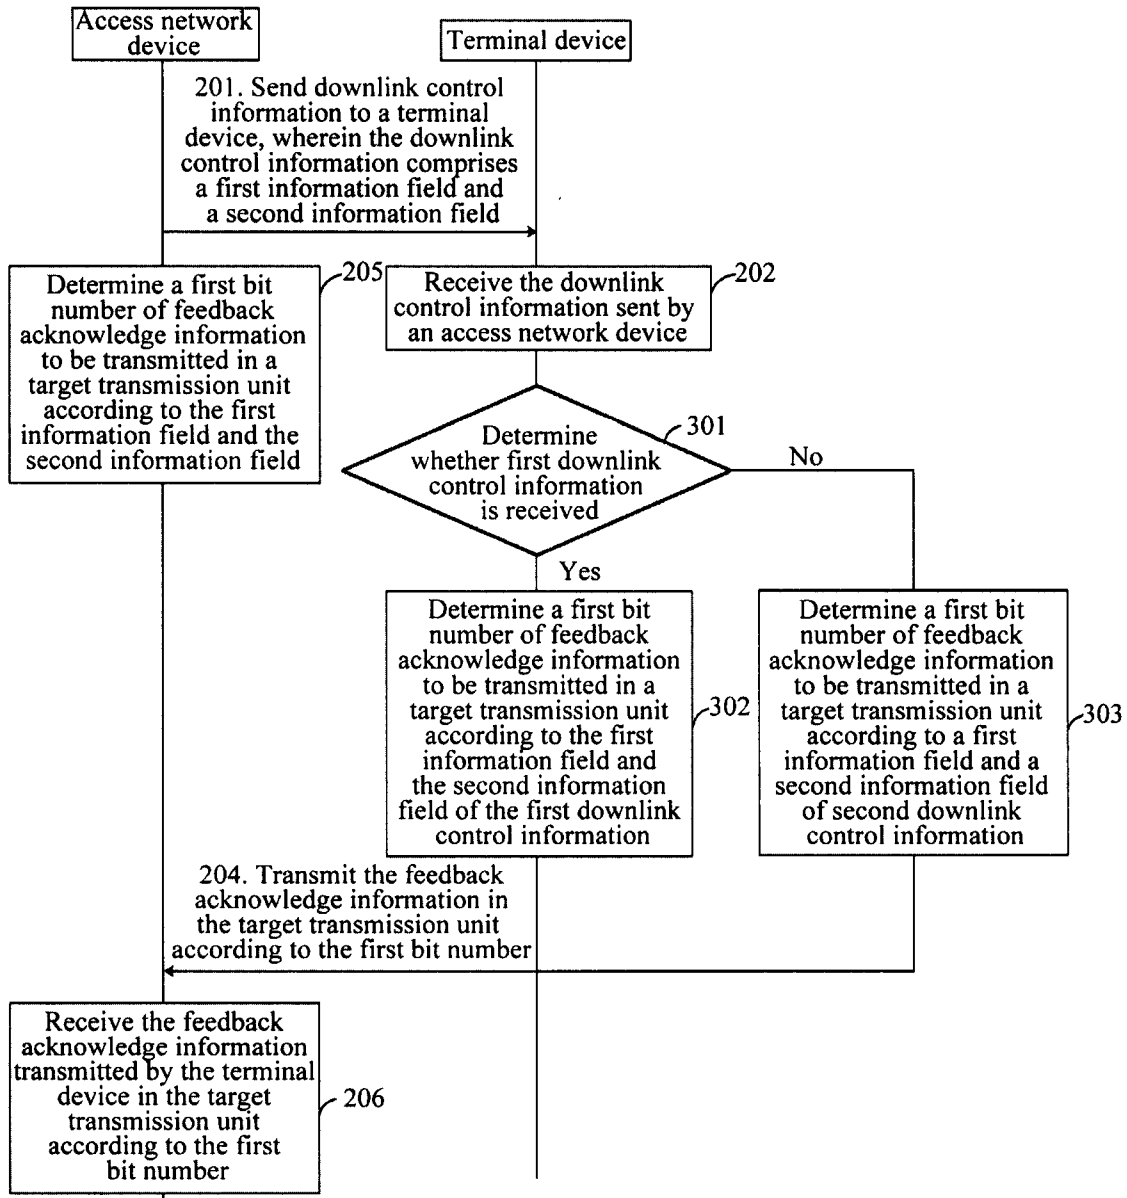 Access network
device
Terminal device
201. Send downlink control
information to a terminal
device, wherein the downlink
control information comprises
a first information field and
a second information field
205
Determine a first bit
number of feedback
acknowledge information
to be transmitted in a
target transmission unit
according to the first
information field and the
second information field
202
Receive the downlink
control information sent by
an access network device
301
Determine
whether first downlink
control information
is received
No
Yes
Determine a first bit
number of feedback
acknowledge information
to be transmitted in a
target transmission unit
according to the first
information field and
the second information
field of the first downlink
control information
302
Determine a first bit
number of feedback
acknowledge information
to be transmitted in a
target transmission unit
according to a first
information field and a
second information field
of second downlink
control information
303
204. Transmit the feedback
acknowledge information in
the target transmission unit
according to the first bit number
Receive the feedback
acknowledge information
transmitted by the terminal
device in the target
transmission unit
according to the first
bit number
206